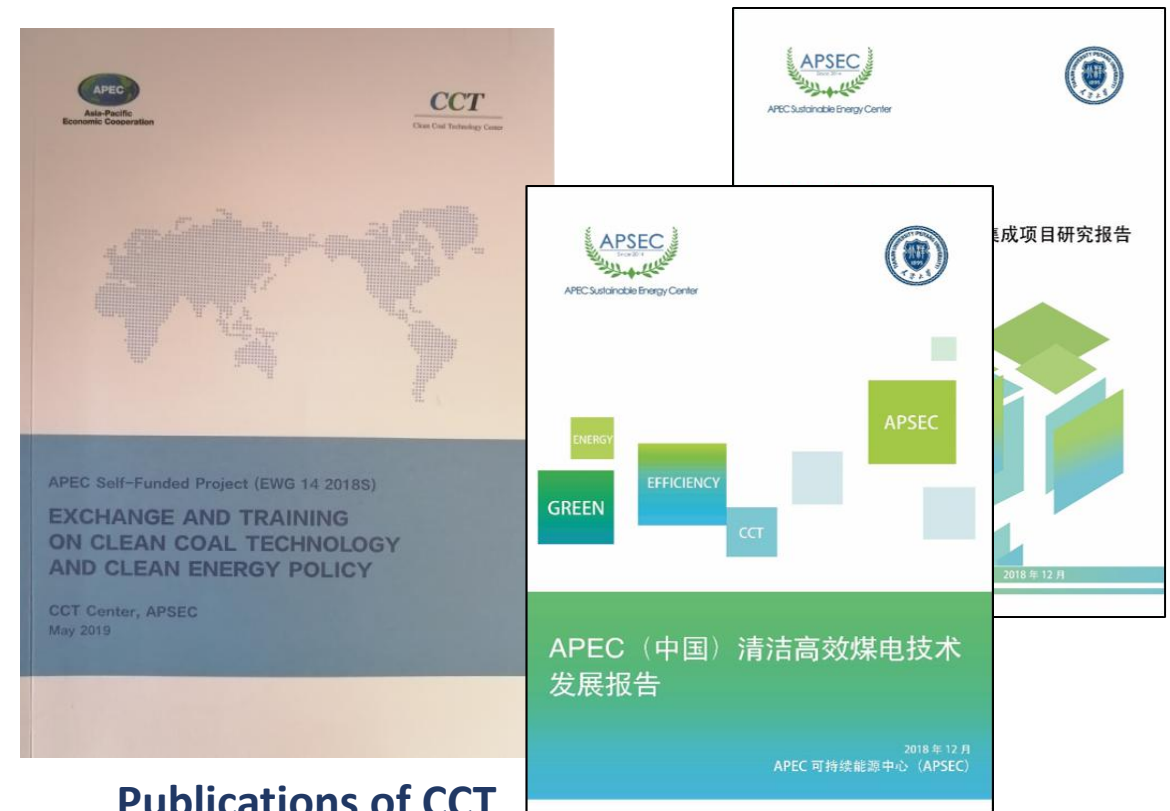 APEC
Asia-Pacific
Economic Cooperation
CCT
Clean Coal Technology Center
APEC Self-Funded Project (EWG 14 2018S)
EXCHANGE AND TRAINING
ON CLEAN COAL TECHNOLOGY
AND CLEAN ENERGY POLICY
CCT Center, APSEC
May 2019
APSEC
Since 2014
APEC Sustainable Energy Center
ENERGY
GREEN
EFFICIENCY
CCT
APSEC
APEC（中国）清洁高效煤电技术
发展报告
2018 年 12 月
APEC 可持续能源中心（APSEC）
APSEC
APEC Sustainable Energy Center
成项目研究报告
2018 年 12 月
Publications of CCT